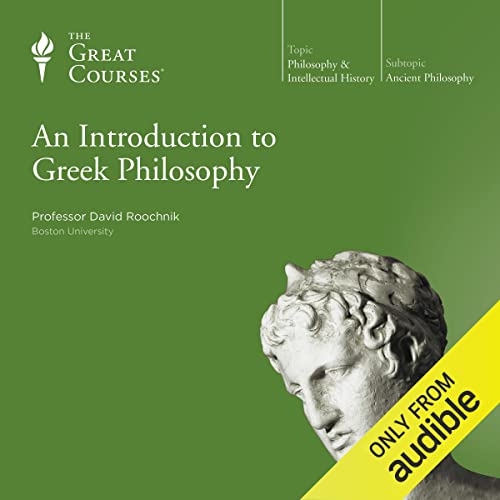 THE
GREAT
COURSES®
Topic
Philosophy &
Intellectual History
Subtopic
Ancient Philosophy
An Introduction to
Greek Philosophy
Professor David Roochnik
Boston University
ONLY FROM
audible